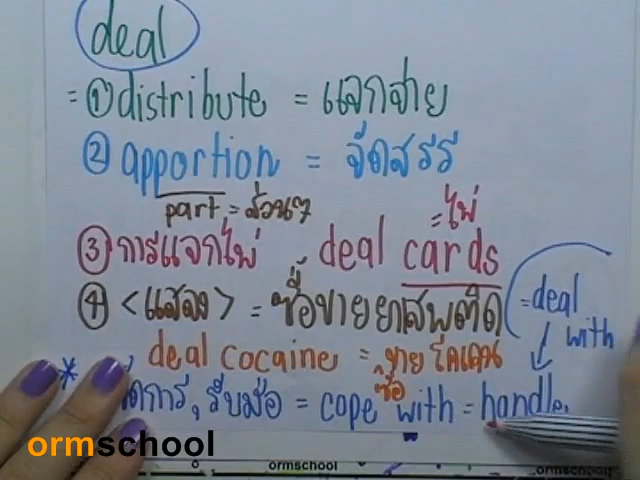 deal
= ① distribute = แจกจ่าย
② apportion = จัดสรร
part = ส่วนๆ
= ไพ่
③ การแจกไพ่ deal cards
④ <แสลง> = ซื้อขายยาเสพติด
= deal with
deal cocaine = ขาย โคเคน
ซื้อ
* จัดการ, รับมือ = cope with = handle
ormschool
ormschool
ormschool